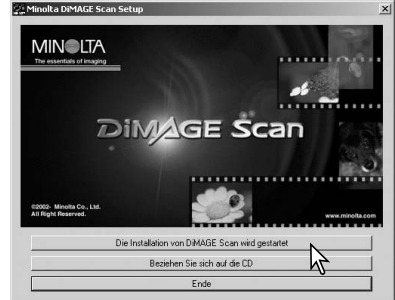 Minolta DiMAGE Scan Setup
MINOLTA
The essentials of imaging
DiMAGE Scan
©2002- Minolta Co., Ltd.
All Right Reserved.
www.minolta.com
Die Installation von DiMAGE Scan wird gestartet
Beziehen Sie sich auf die CD
Ende